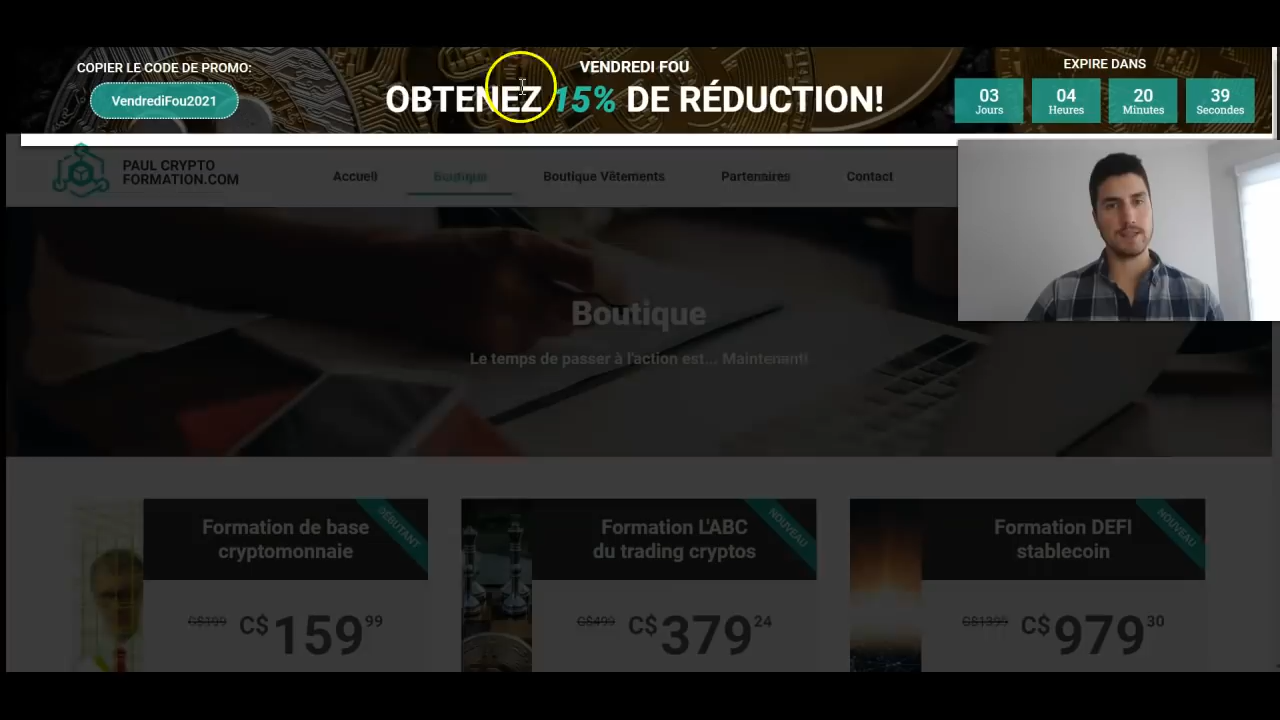 COPIER LE CODE DE PROMO:
VendrediFou2021
VENDREDI FOU
OBTENEZ 15% DE RÉDUCTION!
EXPIRE DANS
03 04 20 39
Jours Heures Minutes Secondes
PAUL CRYPTO
FORMATION.COM
Accueil Boutique Boutique Vêtements Partenaires Contact
Boutique
Le temps de passer à l'action est... Maintenant!
Formation de base
cryptomonnaie
DÉBUTANT
C$199 C$ 159 99
Formation L'ABC
du trading cryptos
NOUVEAU
C$499 C$ 379 24
Formation DEFI
stablecoin
NOUVEAU
C$1399 C$ 979 30